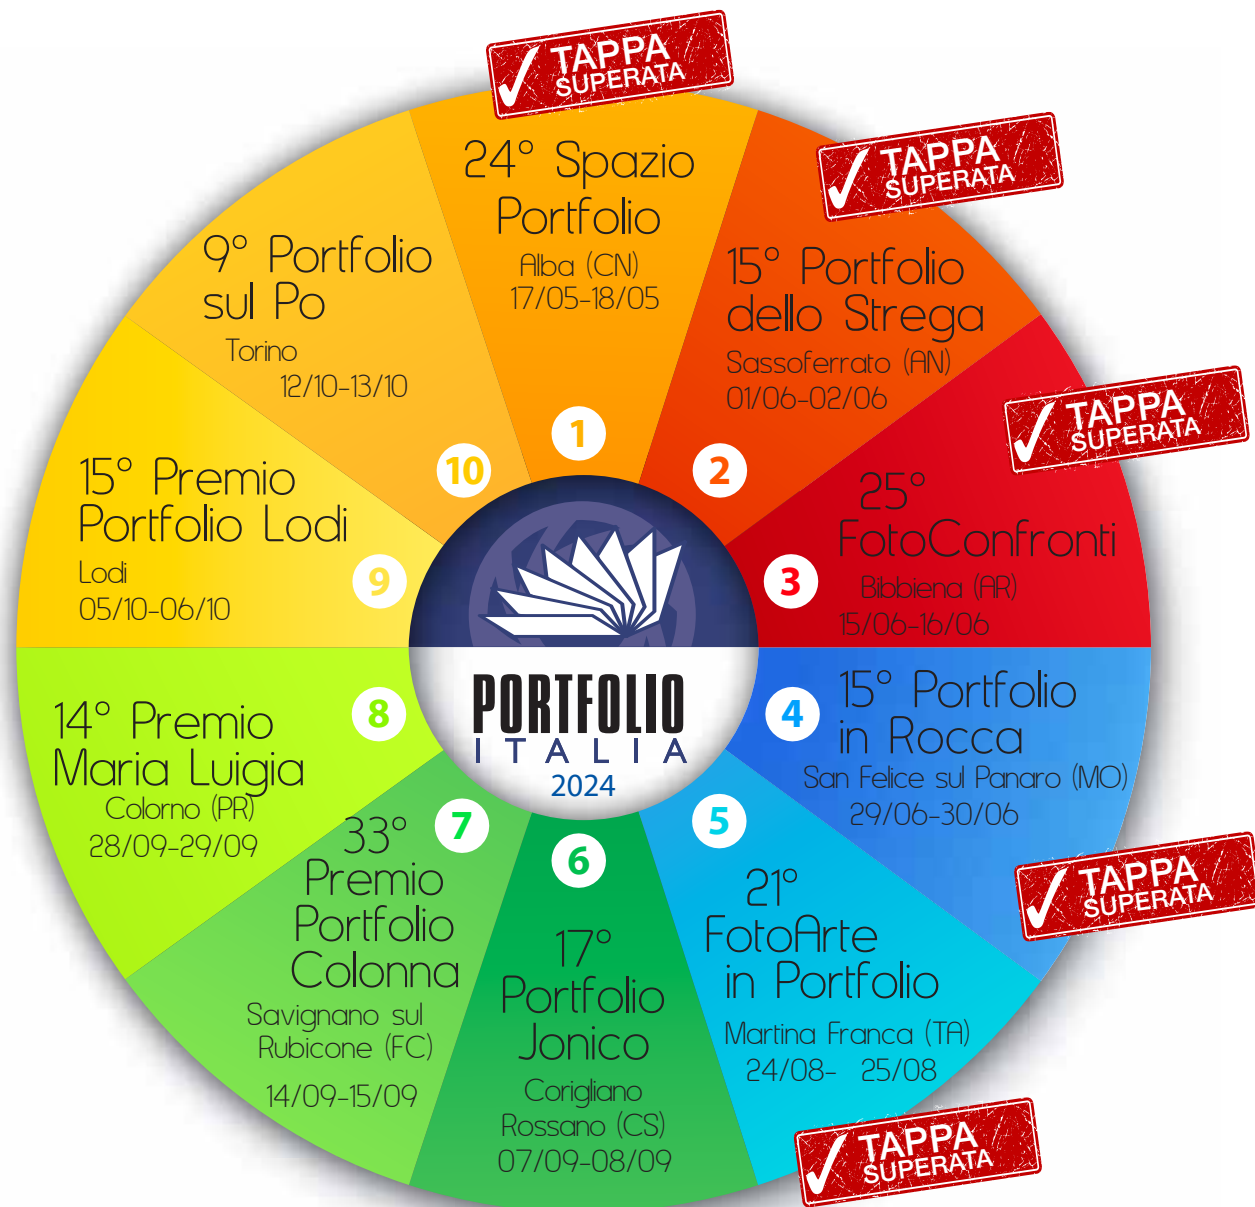 TAPPA
SUPERATA
24° Spazio
Portfolio
Alba (CN)
17/05-18/05
1
TAPPA
SUPERATA
15° Portfolio
dello Strega
Sassoferrato (AN)
01/06-02/06
2
TAPPA
SUPERATA
25°
FotoConfronti
Bibbiena (AR)
15/06-16/06
3
15° Portfolio
in Rocca
San Felice sul Panaro (MO)
29/06-30/06
4
TAPPA
SUPERATA
5
21°
FotoArte
in Portfolio
Martina Franca (TA)
24/08- 25/08
TAPPA
SUPERATA
6
17°
Portfolio
Jonico
Corigliano
Rossano (CS)
07/09-08/09
7
33°
Premio
Portfolio
Colonna
Savignano sul
Rubicone (FC)
14/09-15/09
8
14° Premio
Maria Luigia
Colorno (PR)
28/09-29/09
15° Premio
Portfolio Lodi
Lodi
05/10-06/10
9
9° Portfolio
sul Po
Torino
12/10-13/10
10
PORTFOLIO
ITALIA
2024